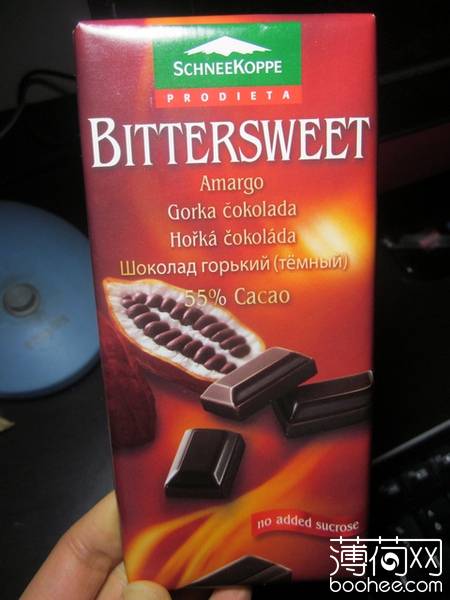 SCHNEEKOPPE
PRODIETA
BITTERSWEET
Amargo
Gorka čokolada
Hořká čokoláda
Шоколад горький (тёмный)
55% Cacao
no added sucrose
薄荷网
boohee.com